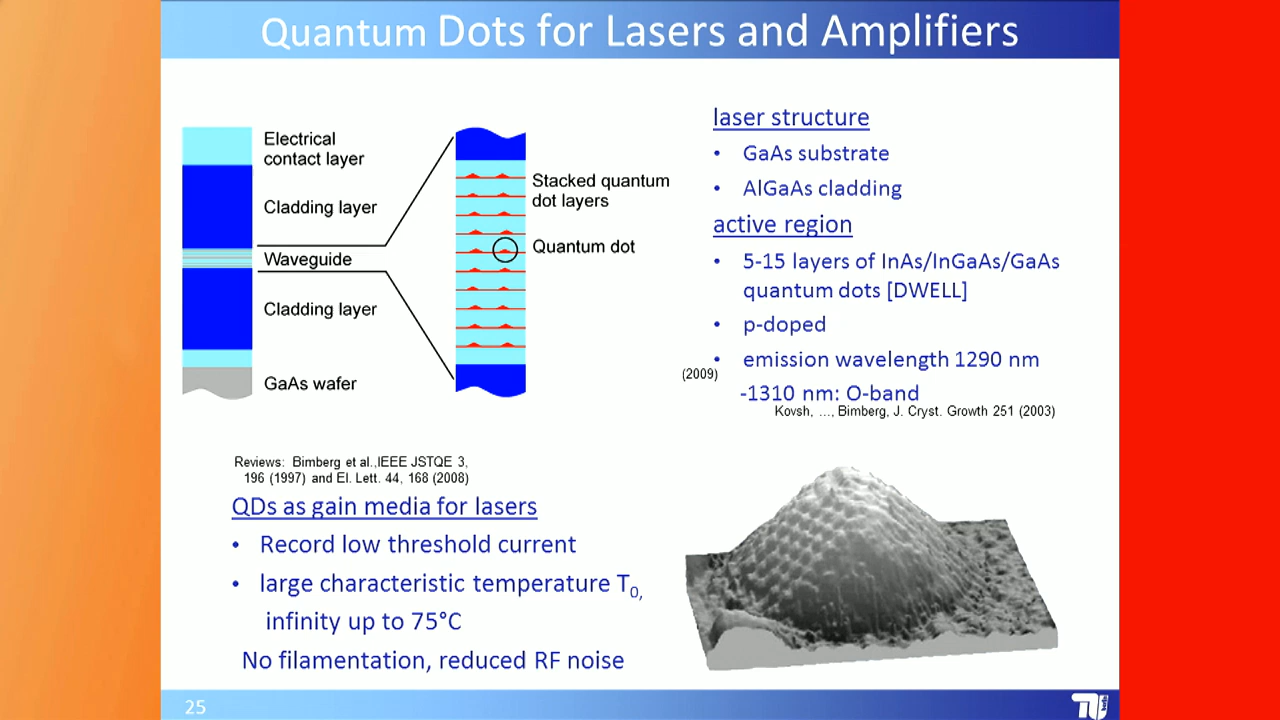 Quantum Dots for Lasers and Amplifiers
Electrical
contact layer
Cladding layer
Waveguide
Cladding layer
GaAs wafer
Stacked quantum
dot layers
Quantum dot
laser structure
• GaAs substrate
• AlGaAs cladding
active region
• 5-15 layers of InAs/InGaAs/GaAs
quantum dots [DWELL]
• p-doped
• emission wavelength 1290 nm
(2009)
-1310 nm: O-band
Kovsh, ..., Bimberg, J. Cryst. Growth 251 (2003)
Reviews: Bimberg et al.,IEEE JSTQE 3,
196 (1997) and El. Lett. 44, 168 (2008)
QDs as gain media for lasers
• Record low threshold current
• large characteristic temperature T0,
infinity up to 75°C
No filamentation, reduced RF noise
25